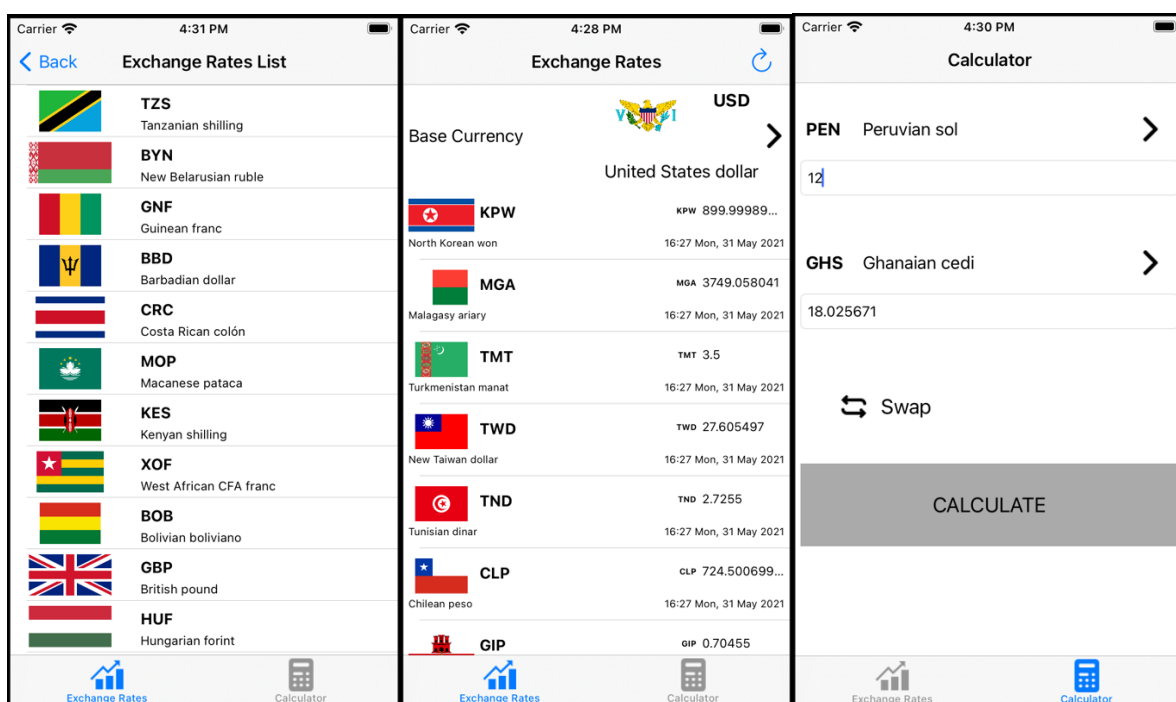 Carrier 4:31 PM
Back Exchange Rates List
TZS
Tanzanian shilling
BYN
New Belarusian ruble
GNF
Guinean franc
BBD
Barbadian dollar
CRC
Costa Rican colón
MOP
Macanese pataca
KES
Kenyan shilling
XOF
West African CFA franc
BOB
Bolivian boliviano
GBP
British pound
HUF
Hungarian forint
Exchange Rates Calculator
Carrier 4:28 PM
Exchange Rates
V I USD
Base Currency
United States dollar
KPW KPW 899.99989...
North Korean won 16:27 Mon, 31 May 2021
MGA MGA 3749.058041
Malagasy ariary 16:27 Mon, 31 May 2021
TMT TMT 3.5
Turkmenistan manat 16:27 Mon, 31 May 2021
TWD TWD 27.605497
New Taiwan dollar 16:27 Mon, 31 May 2021
TND TND 2.7255
Tunisian dinar 16:27 Mon, 31 May 2021
CLP CLP 724.500699...
Chilean peso 16:27 Mon, 31 May 2021
GIP GIP 0.70455
Exchange Rates Calculator
Carrier 4:30 PM
Calculator
PEN Peruvian sol
12
GHS Ghanaian cedi
18.025671
Swap
CALCULATE
Exchange Rates Calculator